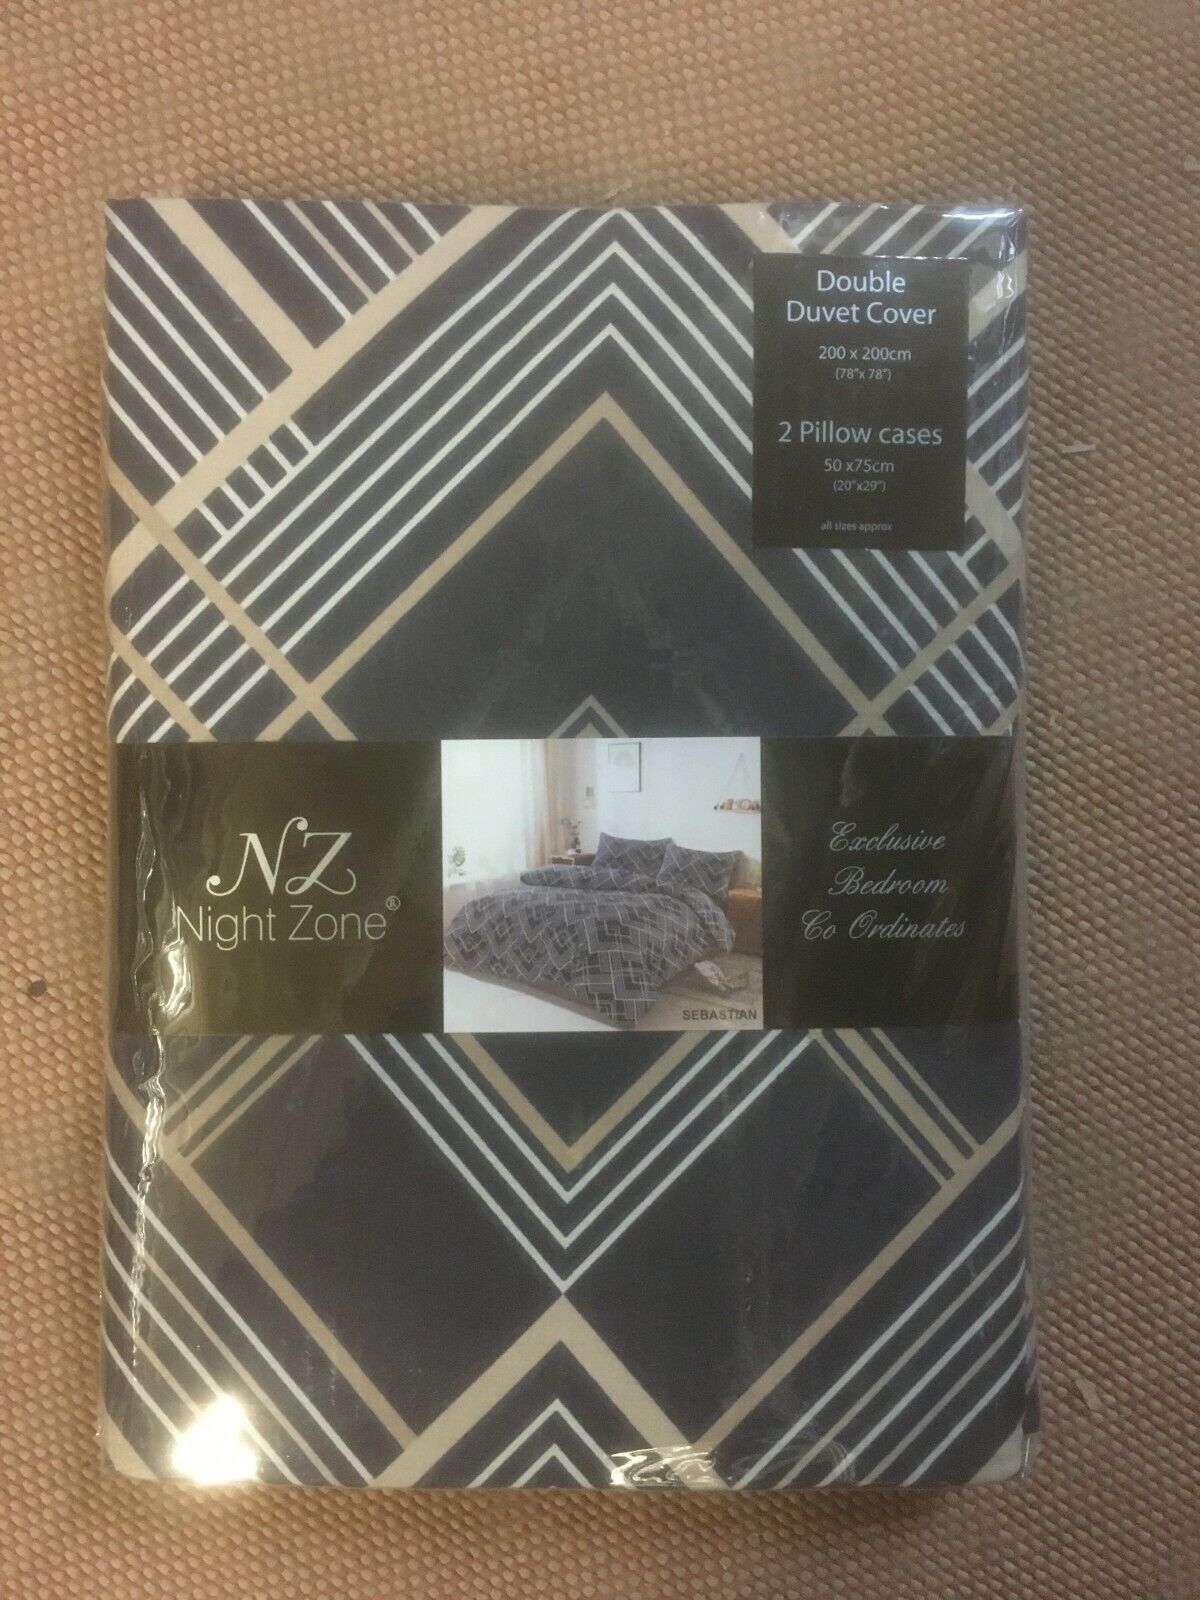 Double
Duvet Cover
200 x 200cm
(78"x 78")
2 Pillow cases
50 x75cm
(20"x29")
all sizes approx
NZ
Night Zone®
SEBASTIAN
Exclusive
Bedroom
Co Ordinates